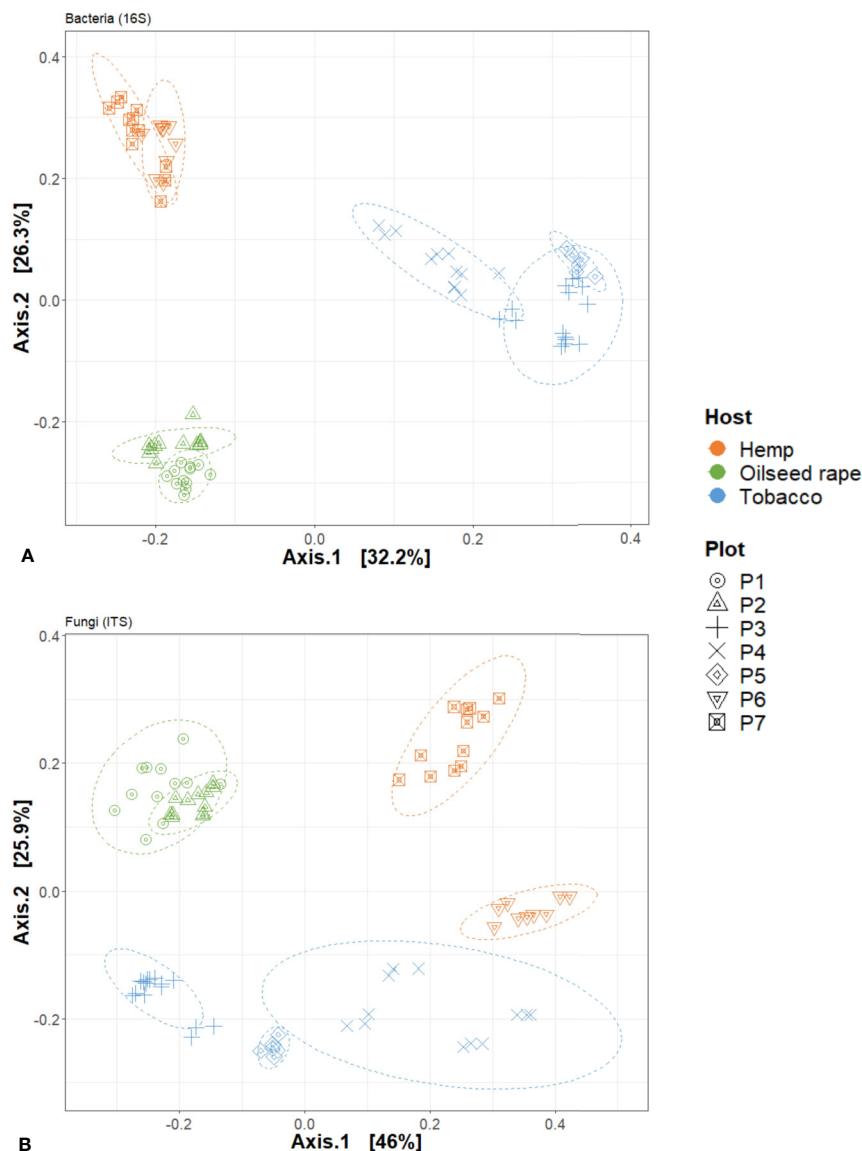 Bacteria (16S)
0.4
0.2
0.0
-0.2
Axis.2 [26.3%]
-0.2
0.0
0.2
0.4
Axis.1 [32.2%]
A
Host
Hemp
Oilseed rape
Tobacco
Plot
P1
P2
P3
P4
P5
P6
P7
Fungi (ITS)
0.4
0.2
0.0
-0.2
Axis.2 [25.9%]
-0.2
0.0
0.2
0.4
Axis.1 [46%]
B